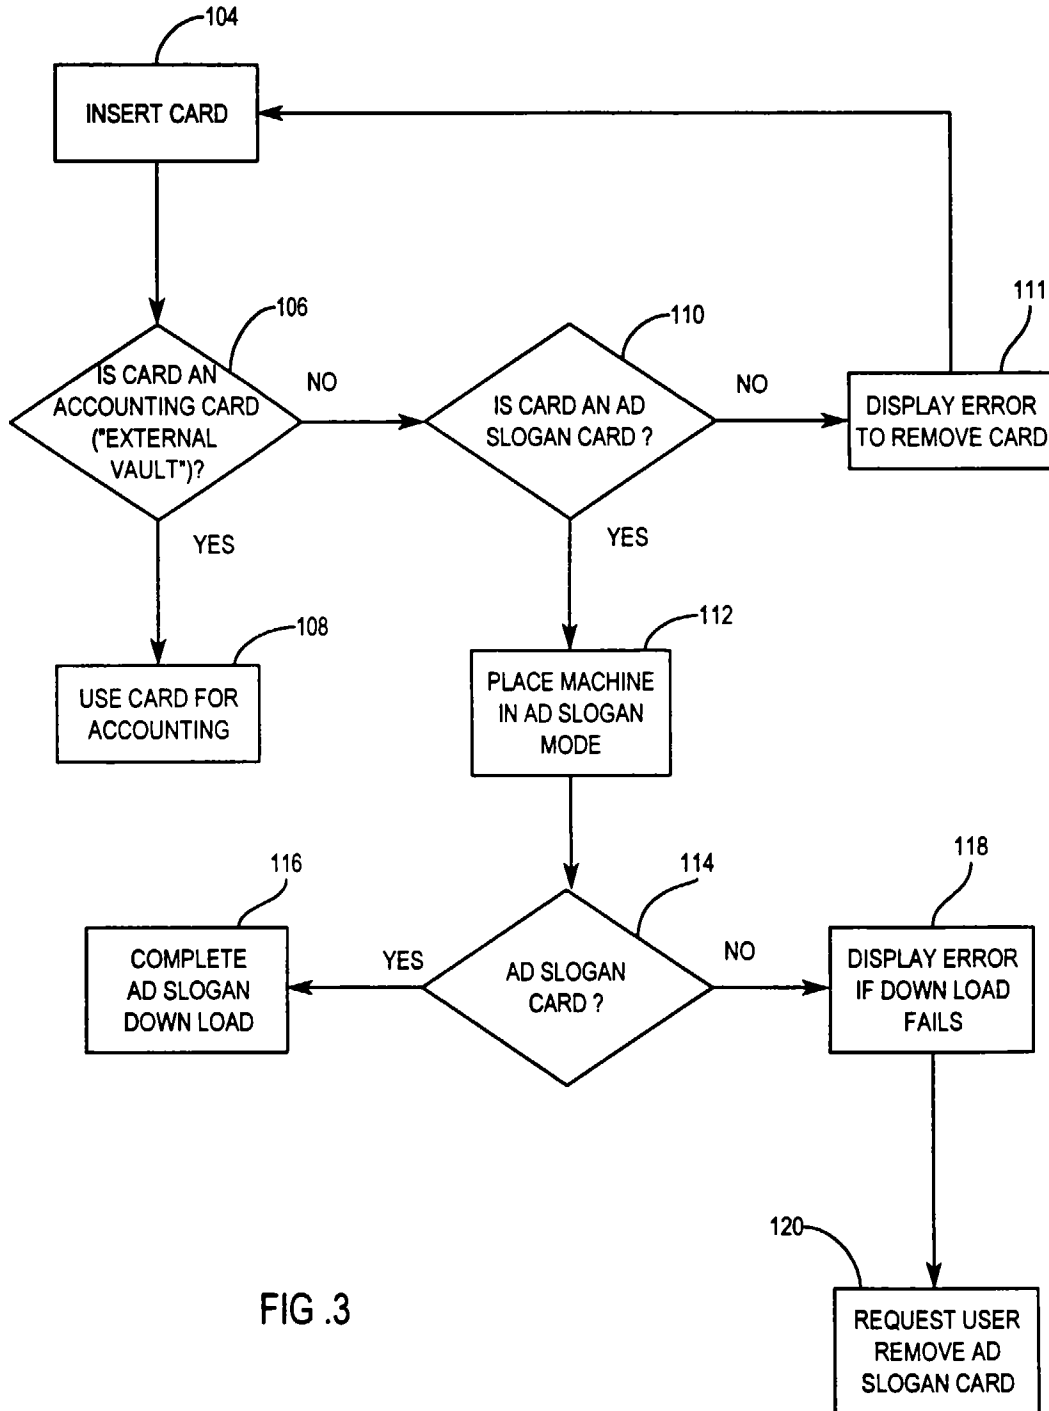 104
INSERT CARD
106
IS CARD AN
ACCOUNTING CARD
("EXTERNAL
VAULT")?
NO
110
IS CARD AN AD
SLOGAN CARD ?
NO
111
DISPLAY ERROR
TO REMOVE CARD
YES
YES
108
USE CARD FOR
ACCOUNTING
112
PLACE MACHINE
IN AD SLOGAN
MODE
116
COMPLETE
AD SLOGAN
DOWN LOAD
YES
114
AD SLOGAN
CARD ?
NO
118
DISPLAY ERROR
IF DOWN LOAD
FAILS
120
REQUEST USER
REMOVE AD
SLOGAN CARD
FIG .3